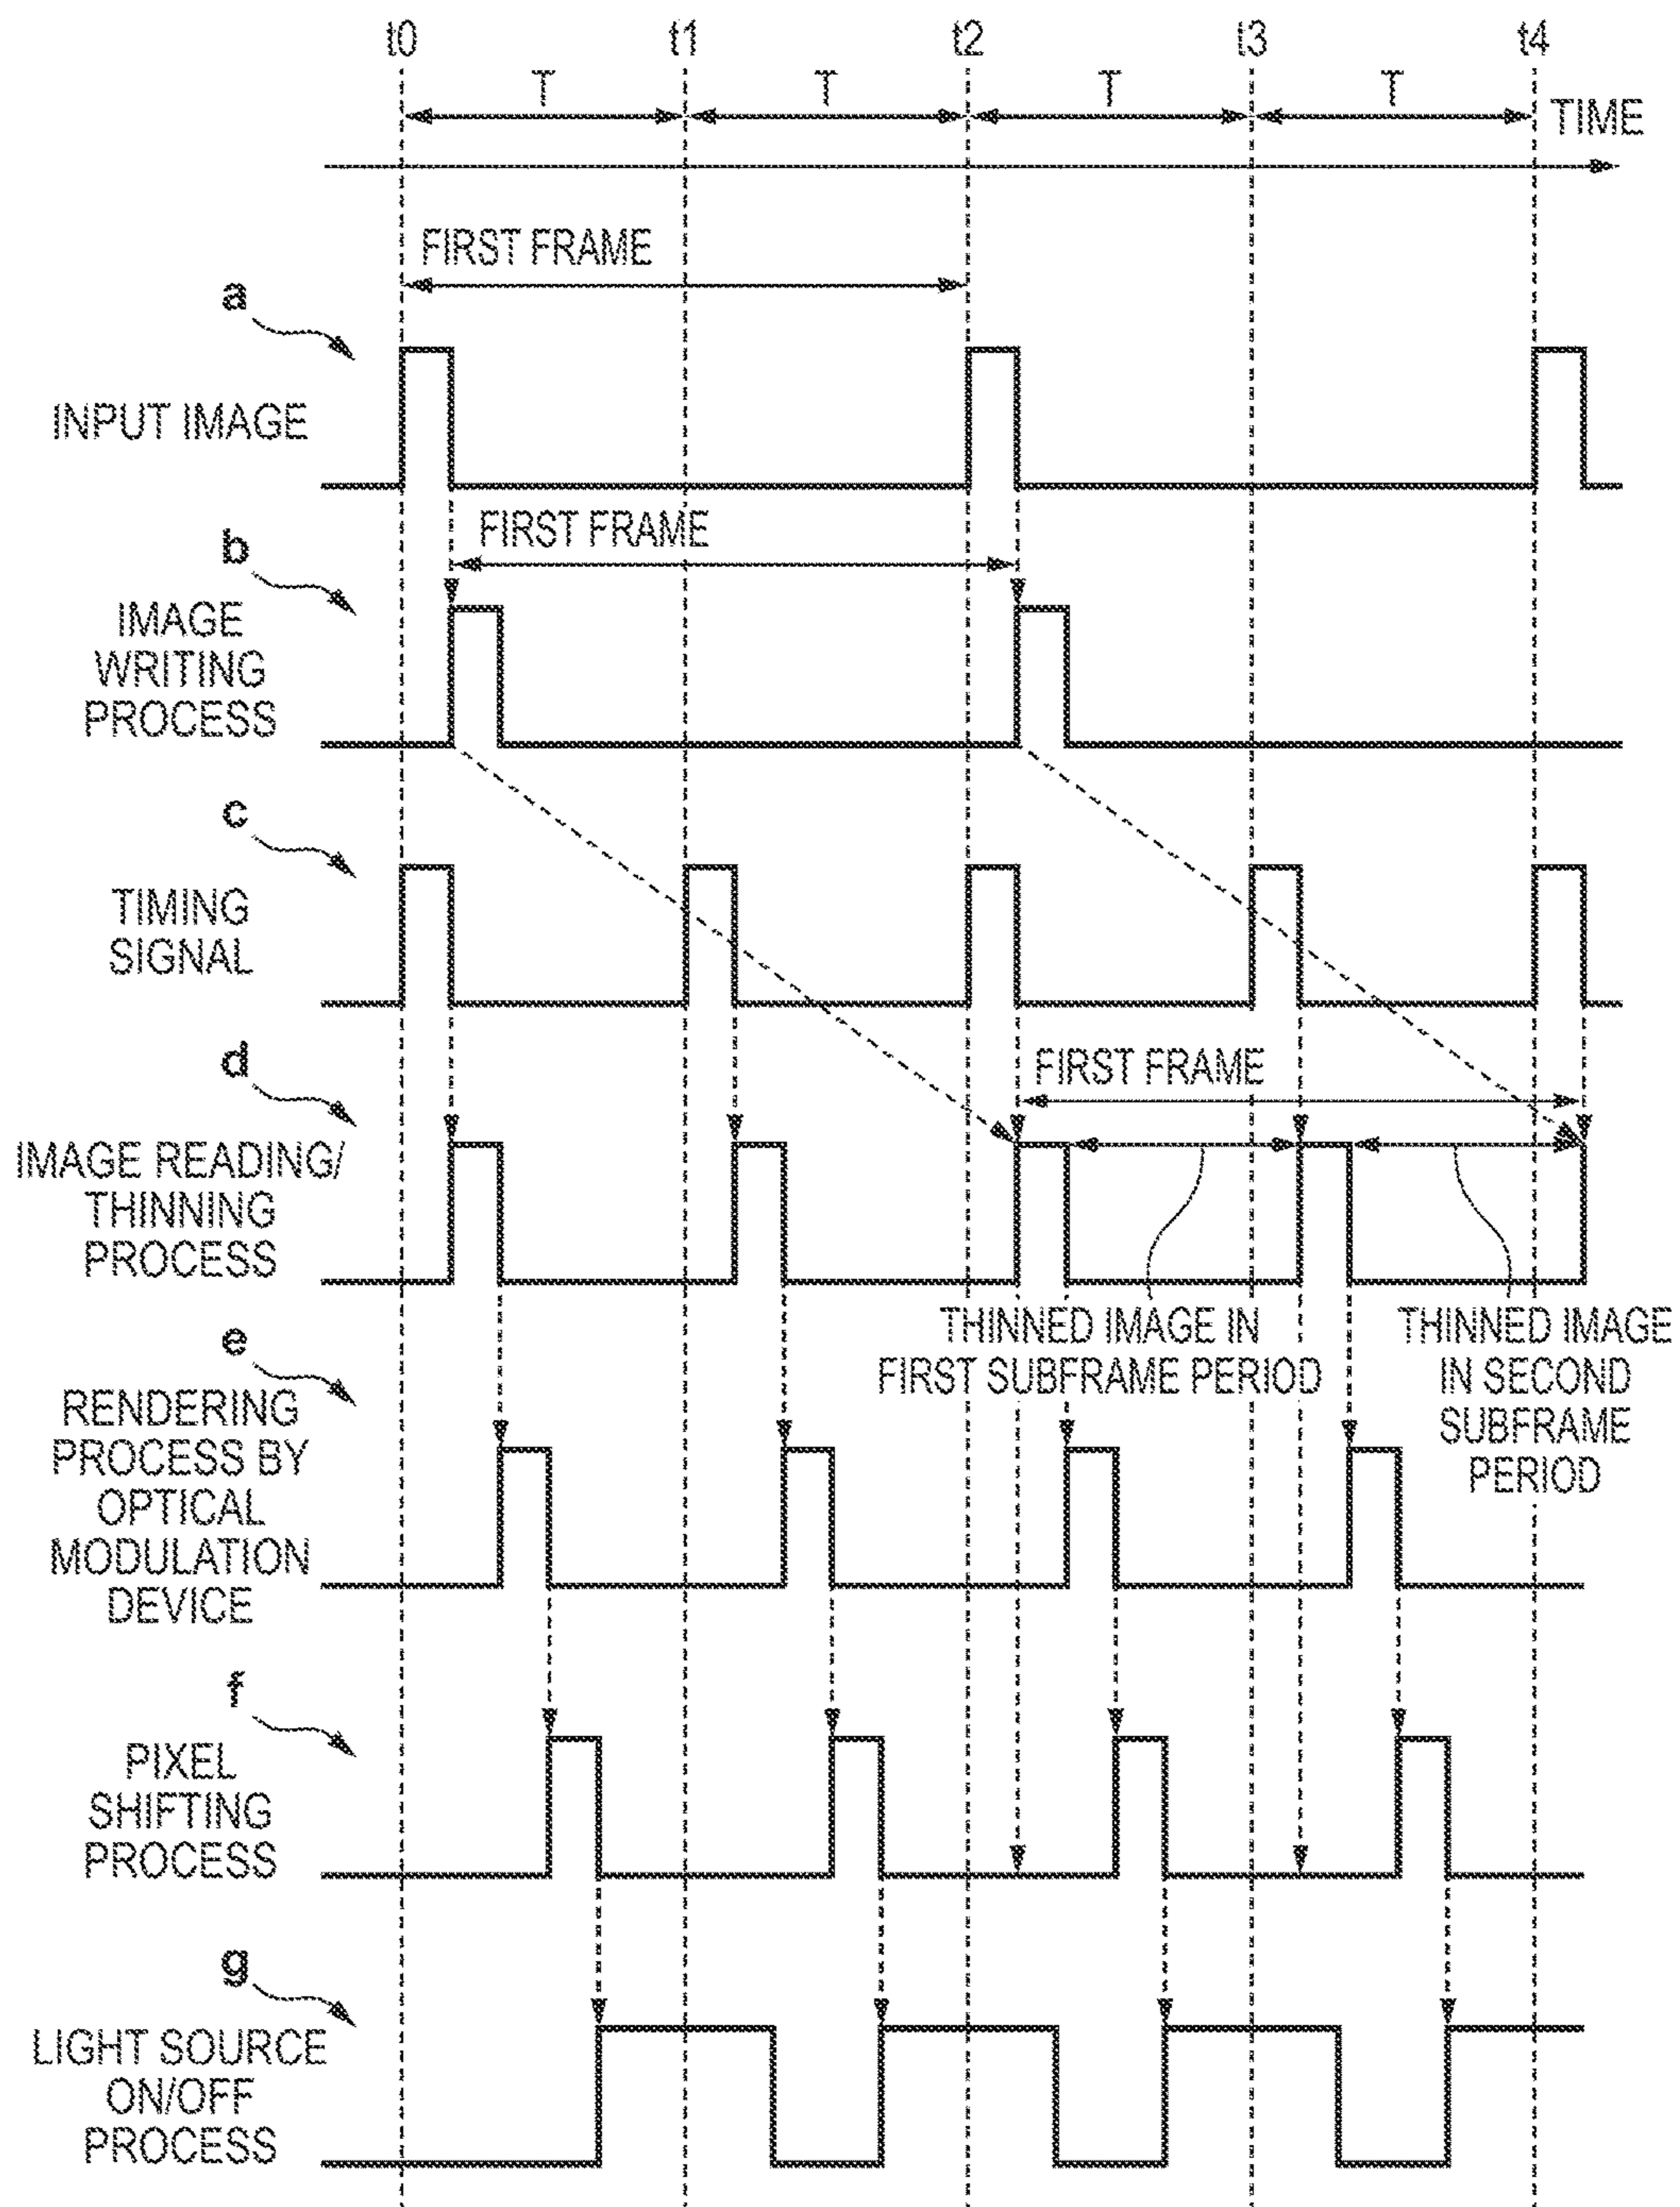 t0 t1 t2 t3 t4
T T T T
TIME
FIRST FRAME
a
INPUT IMAGE
FIRST FRAME
b
IMAGE
WRITING
PROCESS
c
TIMING
SIGNAL
d
FIRST FRAME
IMAGE READING/
THINNING
PROCESS
THINNED IMAGE IN
FIRST SUBFRAME PERIOD
THINNED IMAGE
IN SECOND
SUBFRAME
PERIOD
e
RENDERING
PROCESS BY
OPTICAL
MODULATION
DEVICE
f
PIXEL
SHIFTING
PROCESS
g
LIGHT SOURCE
ON/OFF
PROCESS